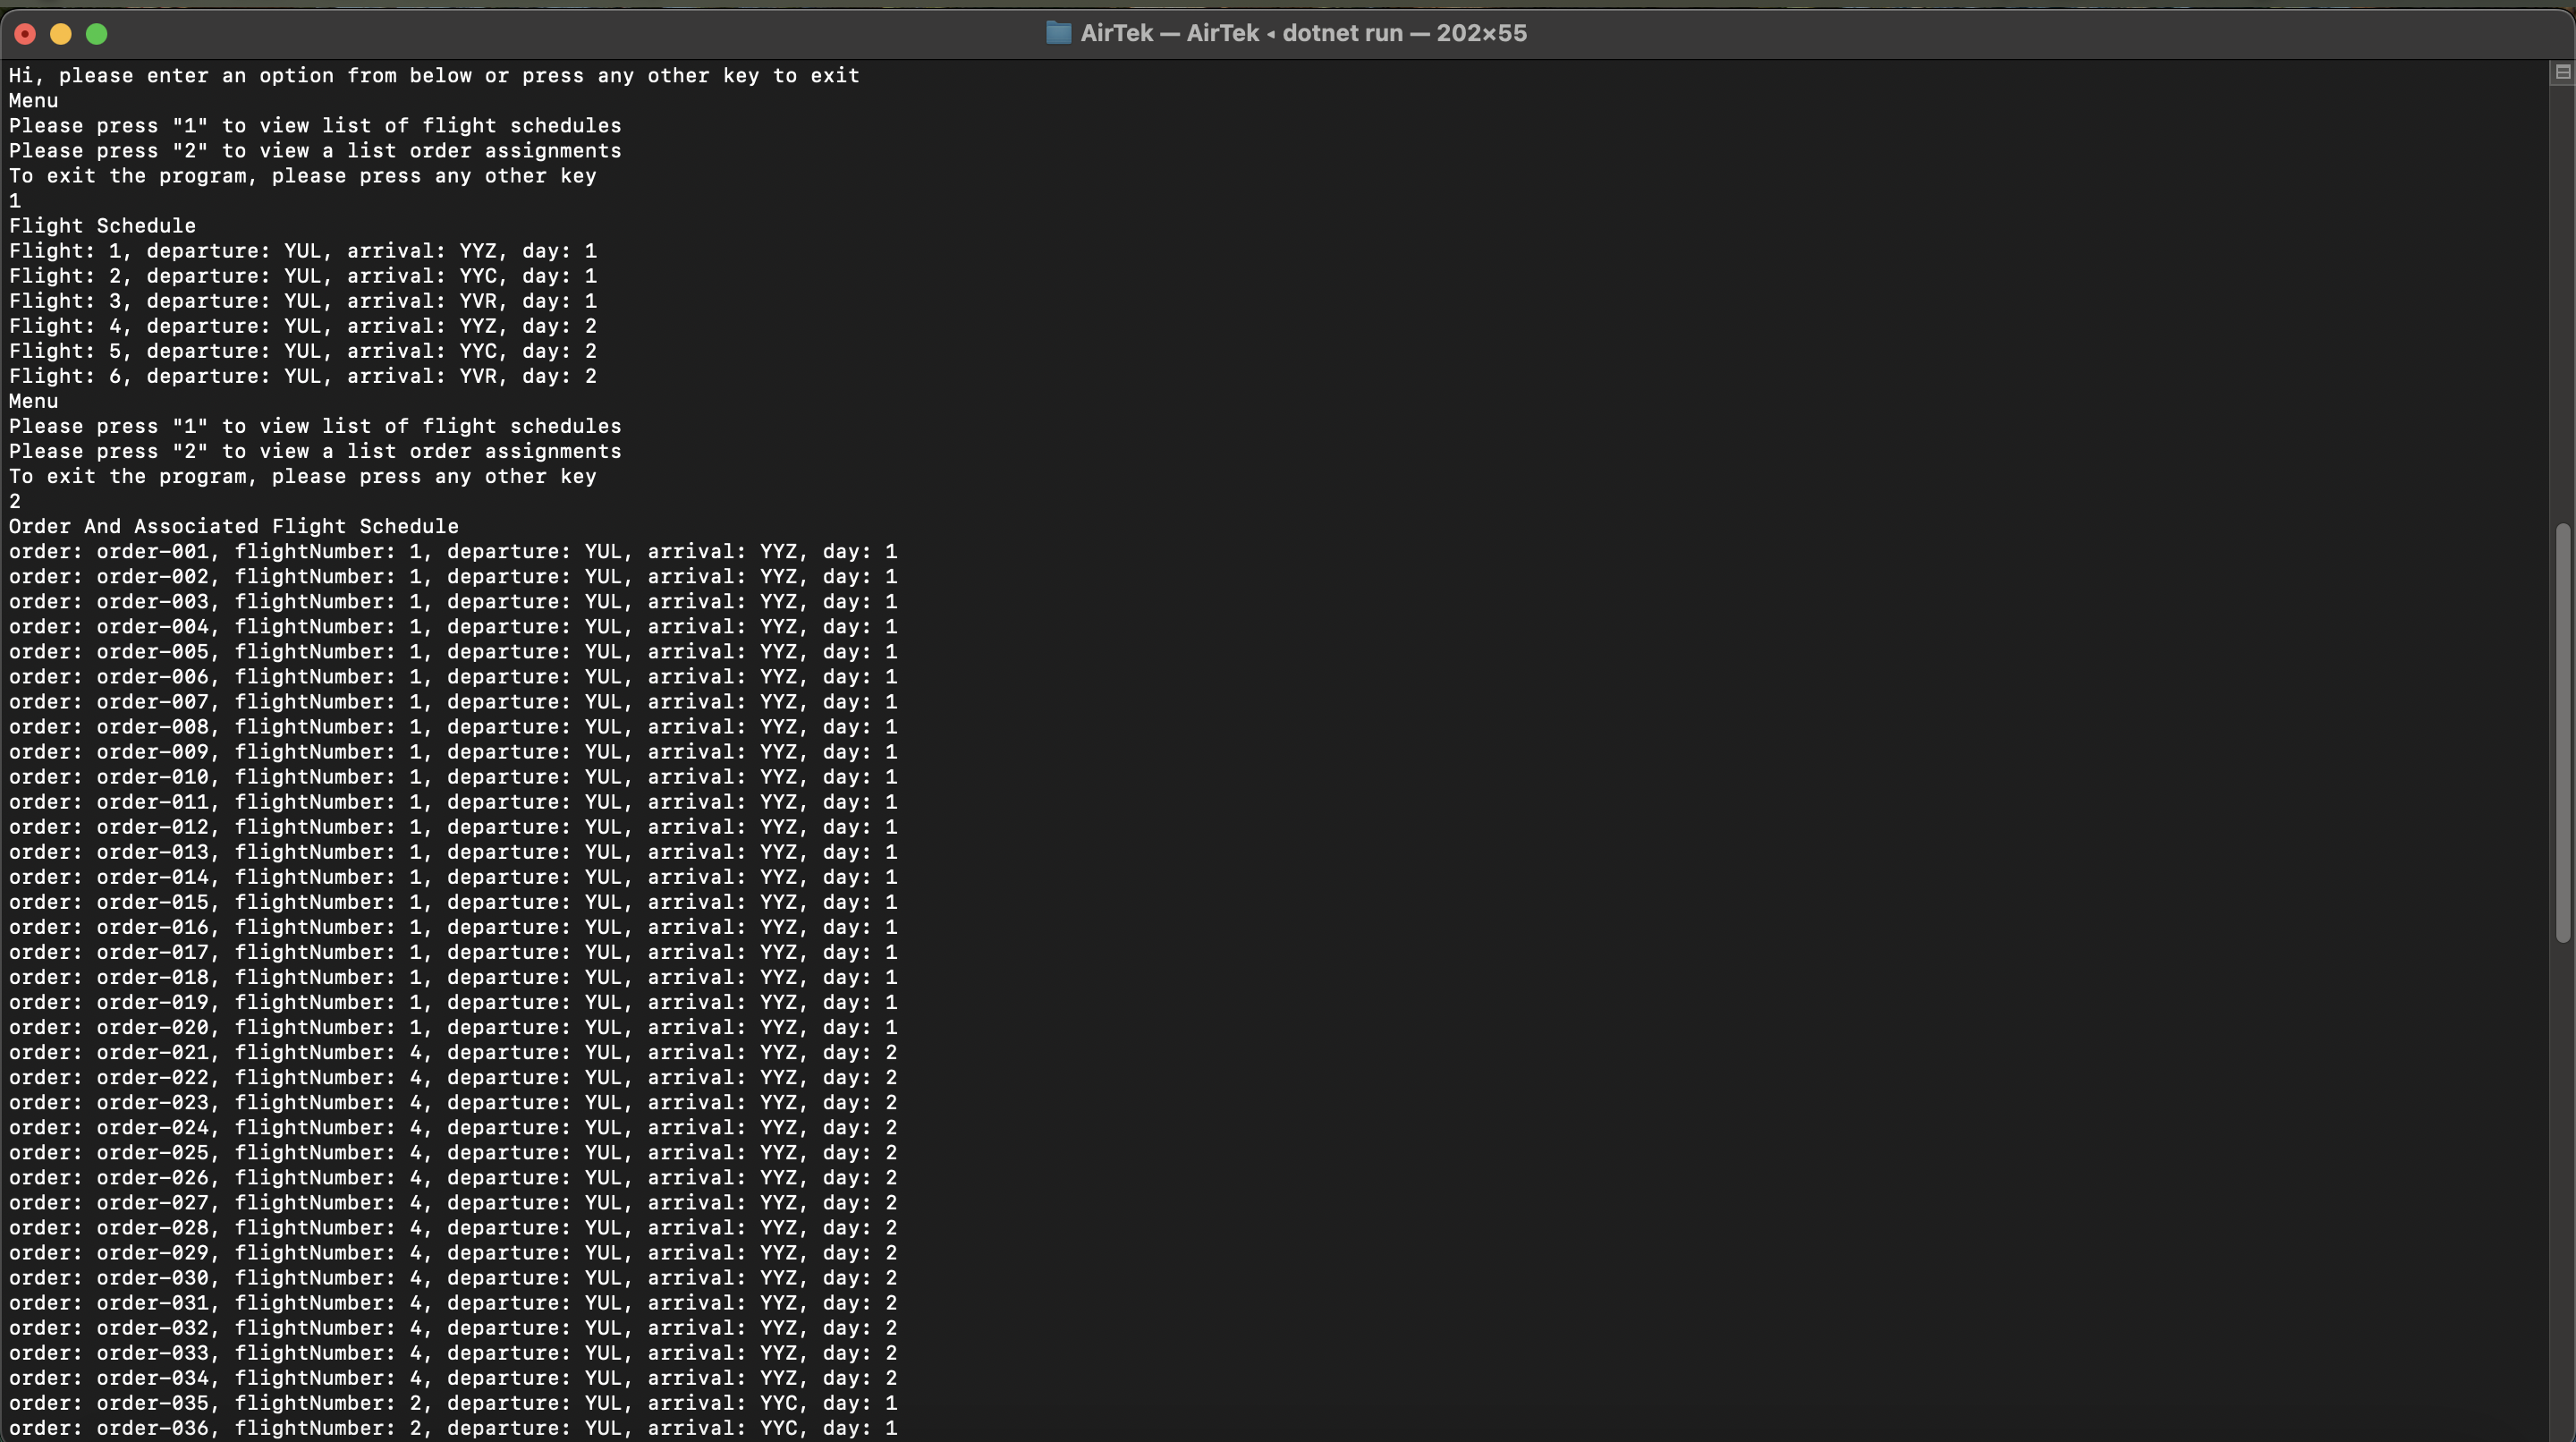 AirTek — AirTek ◂ dotnet run — 202×55
Hi, please enter an option from below or press any other key to exit
Menu
Please press "1" to view list of flight schedules
Please press "2" to view a list order assignments
To exit the program, please press any other key
1
Flight Schedule
Flight: 1, departure: YUL, arrival: YYZ, day: 1
Flight: 2, departure: YUL, arrival: YYC, day: 1
Flight: 3, departure: YUL, arrival: YVR, day: 1
Flight: 4, departure: YUL, arrival: YYZ, day: 2
Flight: 5, departure: YUL, arrival: YYC, day: 2
Flight: 6, departure: YUL, arrival: YVR, day: 2
Menu
Please press "1" to view list of flight schedules
Please press "2" to view a list order assignments
To exit the program, please press any other key
2
Order And Associated Flight Schedule
order: order-001, flightNumber: 1, departure: YUL, arrival: YYZ, day: 1
order: order-002, flightNumber: 1, departure: YUL, arrival: YYZ, day: 1
order: order-003, flightNumber: 1, departure: YUL, arrival: YYZ, day: 1
order: order-004, flightNumber: 1, departure: YUL, arrival: YYZ, day: 1
order: order-005, flightNumber: 1, departure: YUL, arrival: YYZ, day: 1
order: order-006, flightNumber: 1, departure: YUL, arrival: YYZ, day: 1
order: order-007, flightNumber: 1, departure: YUL, arrival: YYZ, day: 1
order: order-008, flightNumber: 1, departure: YUL, arrival: YYZ, day: 1
order: order-009, flightNumber: 1, departure: YUL, arrival: YYZ, day: 1
order: order-010, flightNumber: 1, departure: YUL, arrival: YYZ, day: 1
order: order-011, flightNumber: 1, departure: YUL, arrival: YYZ, day: 1
order: order-012, flightNumber: 1, departure: YUL, arrival: YYZ, day: 1
order: order-013, flightNumber: 1, departure: YUL, arrival: YYZ, day: 1
order: order-014, flightNumber: 1, departure: YUL, arrival: YYZ, day: 1
order: order-015, flightNumber: 1, departure: YUL, arrival: YYZ, day: 1
order: order-016, flightNumber: 1, departure: YUL, arrival: YYZ, day: 1
order: order-017, flightNumber: 1, departure: YUL, arrival: YYZ, day: 1
order: order-018, flightNumber: 1, departure: YUL, arrival: YYZ, day: 1
order: order-019, flightNumber: 1, departure: YUL, arrival: YYZ, day: 1
order: order-020, flightNumber: 1, departure: YUL, arrival: YYZ, day: 1
order: order-021, flightNumber: 4, departure: YUL, arrival: YYZ, day: 2
order: order-022, flightNumber: 4, departure: YUL, arrival: YYZ, day: 2
order: order-023, flightNumber: 4, departure: YUL, arrival: YYZ, day: 2
order: order-024, flightNumber: 4, departure: YUL, arrival: YYZ, day: 2
order: order-025, flightNumber: 4, departure: YUL, arrival: YYZ, day: 2
order: order-026, flightNumber: 4, departure: YUL, arrival: YYZ, day: 2
order: order-027, flightNumber: 4, departure: YUL, arrival: YYZ, day: 2
order: order-028, flightNumber: 4, departure: YUL, arrival: YYZ, day: 2
order: order-029, flightNumber: 4, departure: YUL, arrival: YYZ, day: 2
order: order-030, flightNumber: 4, departure: YUL, arrival: YYZ, day: 2
order: order-031, flightNumber: 4, departure: YUL, arrival: YYZ, day: 2
order: order-032, flightNumber: 4, departure: YUL, arrival: YYZ, day: 2
order: order-033, flightNumber: 4, departure: YUL, arrival: YYZ, day: 2
order: order-034, flightNumber: 4, departure: YUL, arrival: YYZ, day: 2
order: order-035, flightNumber: 2, departure: YUL, arrival: YYC, day: 1
order: order-036, flightNumber: 2, departure: YUL, arrival: YYC, day: 1